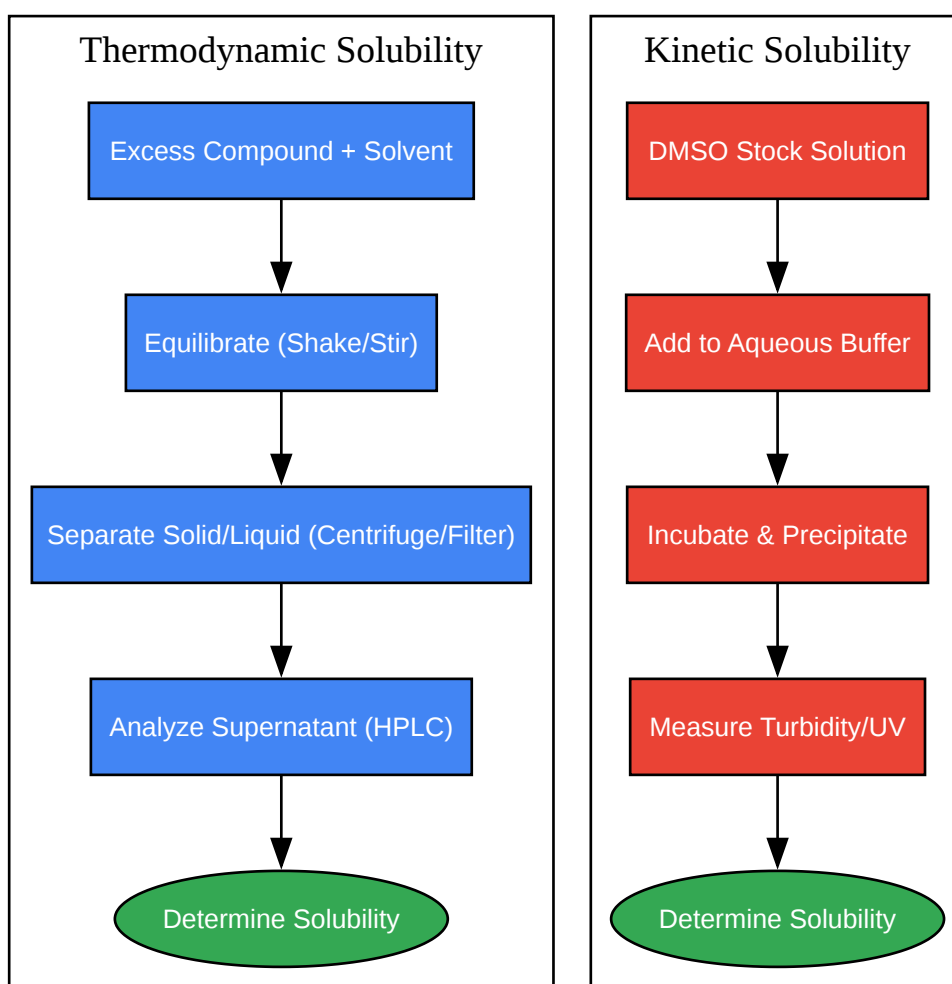 Thermodynamic Solubility
Excess Compound + Solvent
Equilibrate (Shake/Stir)
Separate Solid/Liquid (Centrifuge/Filter)
Analyze Supernatant (HPLC)
Determine Solubility
Kinetic Solubility
DMSO Stock Solution
Add to Aqueous Buffer
Incubate & Precipitate
Measure Turbidity/UV
Determine Solubility